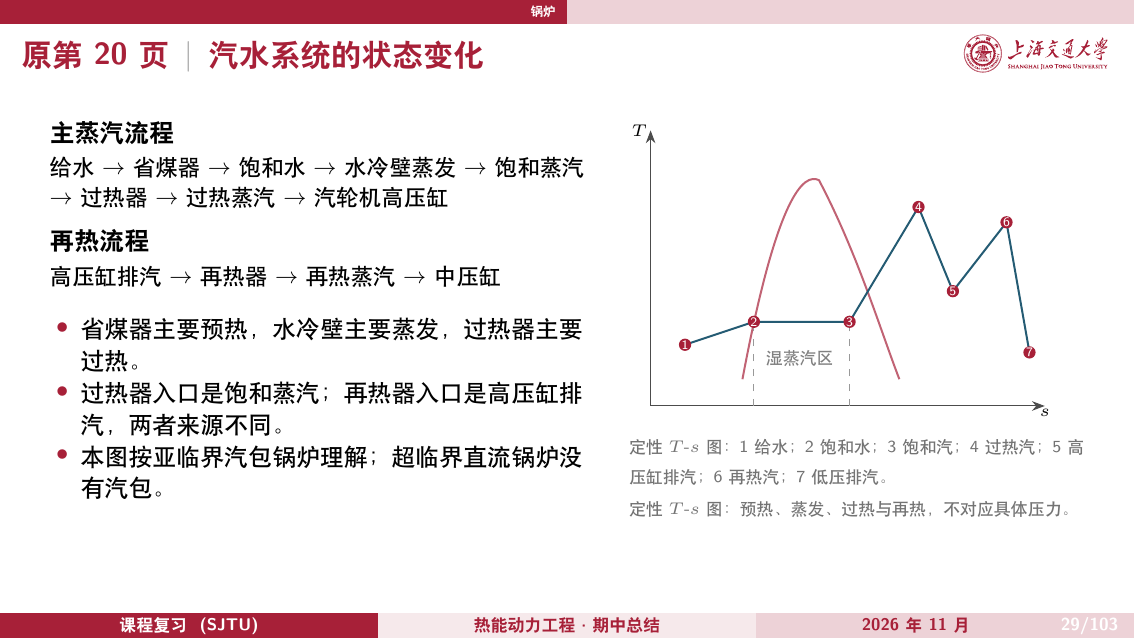 锅炉
原第 20 页 | 汽水系统的状态变化
上海交通大学
SHANGHAI JIAO TONG UNIVERSITY
主蒸汽流程
给水 → 省煤器 → 饱和水 → 水冷壁蒸发 → 饱和蒸汽
→ 过热器 → 过热蒸汽 → 汽轮机高压缸
再热流程
高压缸排汽 → 再热器 → 再热蒸汽 → 中压缸
• 省煤器主要预热，水冷壁主要蒸发，过热器主要
过热。
• 过热器入口是饱和蒸汽；再热器入口是高压缸排
汽，两者来源不同。
• 本图按亚临界汽包锅炉理解；超临界直流锅炉没
有汽包。
T
4
6
5
2
3
1
7
湿蒸汽区
s
定性 T-s 图：1 给水；2 饱和水；3 饱和汽；4 过热汽；5 高
压缸排汽；6 再热汽；7 低压排汽。
定性 T-s 图：预热、蒸发、过热与再热，不对应具体压力。
课程复习 (SJTU)
热能动力工程 · 期中总结
2026 年 11 月
29/103